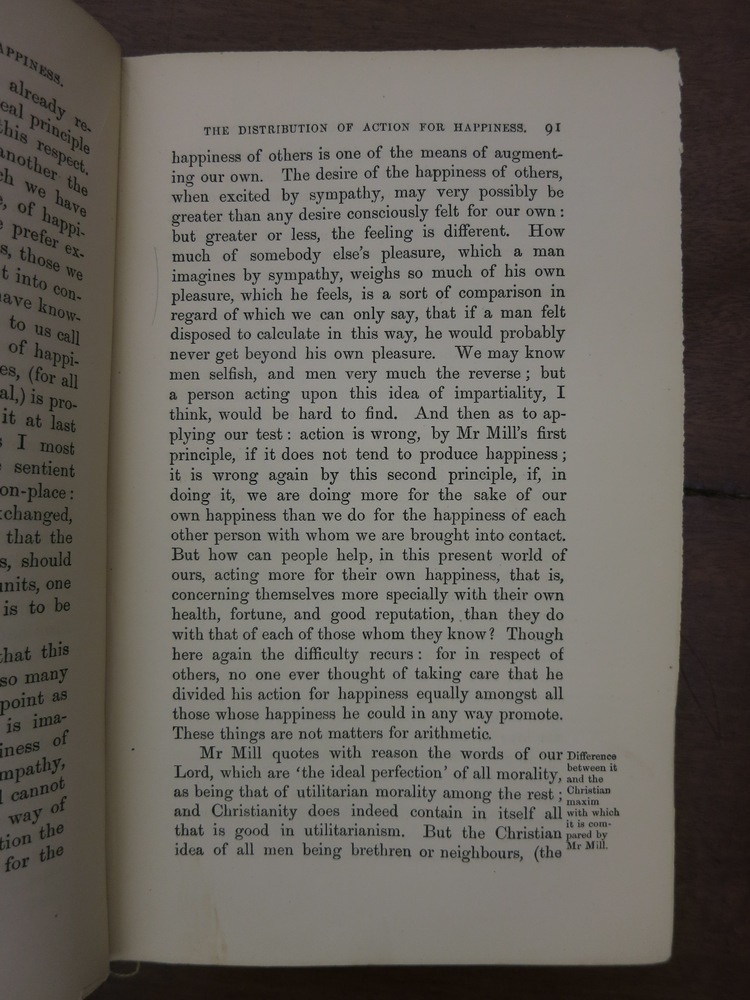 APPINESS.
already re-
eal principle
this respect.
another the
ch we have
, of happi-
prefer ex-
s, those we
t into con-
have know-
to us call
of happi-
es, (for all
al,) is pro-
it at last
I most
sentient
on-place:
changed,
that the
s, should
units, one
is to be
that this
so many
point as
is ima-
iness of
mpathy,
cannot
way of
tion the
for the
THE DISTRIBUTION OF ACTION FOR HAPPINESS. 91
happiness of others is one of the means of augment-
ing our own. The desire of the happiness of others,
when excited by sympathy, may very possibly be
greater than any desire consciously felt for our own:
but greater or less, the feeling is different. How
much of somebody else's pleasure, which a man
imagines by sympathy, weighs so much of his own
pleasure, which he feels, is a sort of comparison in
regard of which we can only say, that if a man felt
disposed to calculate in this way, he would probably
never get beyond his own pleasure. We may know
men selfish, and men very much the reverse; but
a person acting upon this idea of impartiality, I
think, would be hard to find. And then as to ap-
plying our test: action is wrong, by Mr Mill's first
principle, if it does not tend to produce happiness;
it is wrong again by this second principle, if, in
doing it, we are doing more for the sake of our
own happiness than we do for the happiness of each
other person with whom we are brought into contact.
But how can people help, in this present world of
ours, acting more for their own happiness, that is,
concerning themselves more specially with their own
health, fortune, and good reputation, than they do
with that of each of those whom they know? Though
here again the difficulty recurs: for in respect of
others, no one ever thought of taking care that he
divided his action for happiness equally amongst all
those whose happiness he could in any way promote.
These things are not matters for arithmetic.
Mr Mill quotes with reason the words of our
Lord, which are 'the ideal perfection' of all morality,
as being that of utilitarian morality among the rest;
and Christianity does indeed contain in itself all
that is good in utilitarianism. But the Christian
idea of all men being brethren or neighbours, (the
Difference
between it
and the
Christian
maxim
with which
it is com-
pared by
Mr Mill.